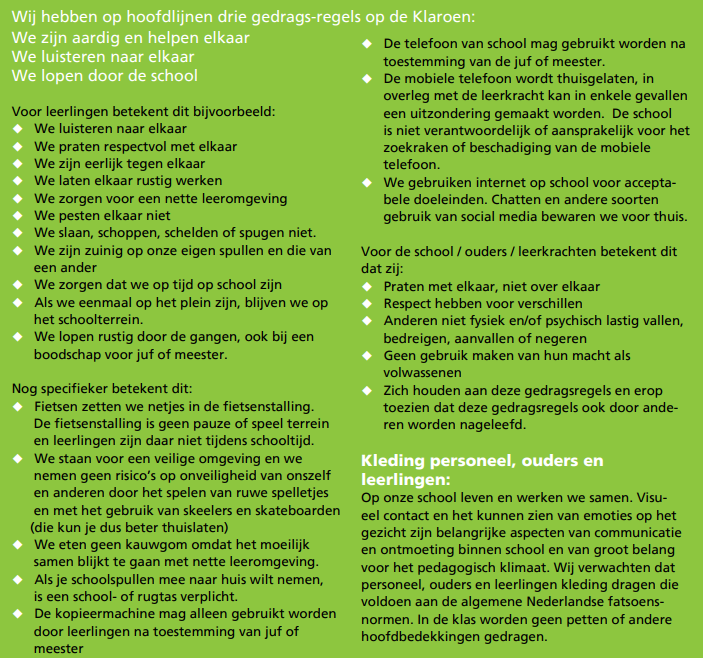 Wij hebben op hoofdlijnen drie gedrags-regels op de Klaroen:
We zijn aardig en helpen elkaar
We luisteren naar elkaar
We lopen door de school
Voor leerlingen betekent dit bijvoorbeeld:
◆ We luisteren naar elkaar
◆ We praten respectvol met elkaar
◆ We zijn eerlijk tegen elkaar
◆ We laten elkaar rustig werken
◆ We zorgen voor een nette leeromgeving
◆ We pesten elkaar niet
◆ We slaan, schoppen, schelden of spugen niet.
◆ We zijn zuinig op onze eigen spullen en die van
een ander
◆ We zorgen dat we op tijd op school zijn
◆ Als we eenmaal op het plein zijn, blijven we op
het schoolterrein.
◆ We lopen rustig door de gangen, ook bij een
boodschap voor juf of meester.
Nog specifieker betekent dit:
◆ Fietsen zetten we netjes in de fietsenstalling.
De fietsenstalling is geen pauze of speel terrein
en leerlingen zijn daar niet tijdens schooltijd.
◆ We staan voor een veilige omgeving en we
nemen geen risico's op onveiligheid van onszelf
en anderen door het spelen van ruwe spelletjes
en met het gebruik van skeelers en skateboarden
(die kun je dus beter thuislaten)
◆ We eten geen kauwgom omdat het moeilijk
samen blijkt te gaan met nette leeromgeving.
◆ Als je schoolspullen mee naar huis wilt nemen,
is een school- of rugtas verplicht.
◆ De kopieermachine mag alleen gebruikt worden
door leerlingen na toestemming van juf of
meester
◆ De telefoon van school mag gebruikt worden na
toestemming van de juf of meester.
◆ De mobiele telefoon wordt thuisgelaten, in
overleg met de leerkracht kan in enkele gevallen
een uitzondering gemaakt worden. De school
is niet verantwoordelijk of aansprakelijk voor het
zoekraken of beschadiging van de mobiele
telefoon.
◆ We gebruiken internet op school voor accepta-
bele doeleinden. Chatten en andere soorten
gebruik van social media bewaren we voor thuis.
Voor de school / ouders / leerkrachten betekent dit
dat zij:
◆ Praten met elkaar, niet over elkaar
◆ Respect hebben voor verschillen
◆ Anderen niet fysiek en/of psychisch lastig vallen,
bedreigen, aanvallen of negeren
◆ Geen gebruik maken van hun macht als
volwassenen
◆ Zich houden aan deze gedragsregels en erop
toezien dat deze gedragsregels ook door ande-
ren worden nageleefd.
Kleding personeel, ouders en
leerlingen:
Op onze school leven en werken we samen. Visu-
eel contact en het kunnen zien van emoties op het
gezicht zijn belangrijke aspecten van communicatie
en ontmoeting binnen school en van groot belang
voor het pedagogisch klimaat. Wij verwachten dat
personeel, ouders en leerlingen kleding dragen die
voldoen aan de algemene Nederlandse fatsoens-
normen. In de klas worden geen petten of andere
hoofdbedekkingen gedragen.